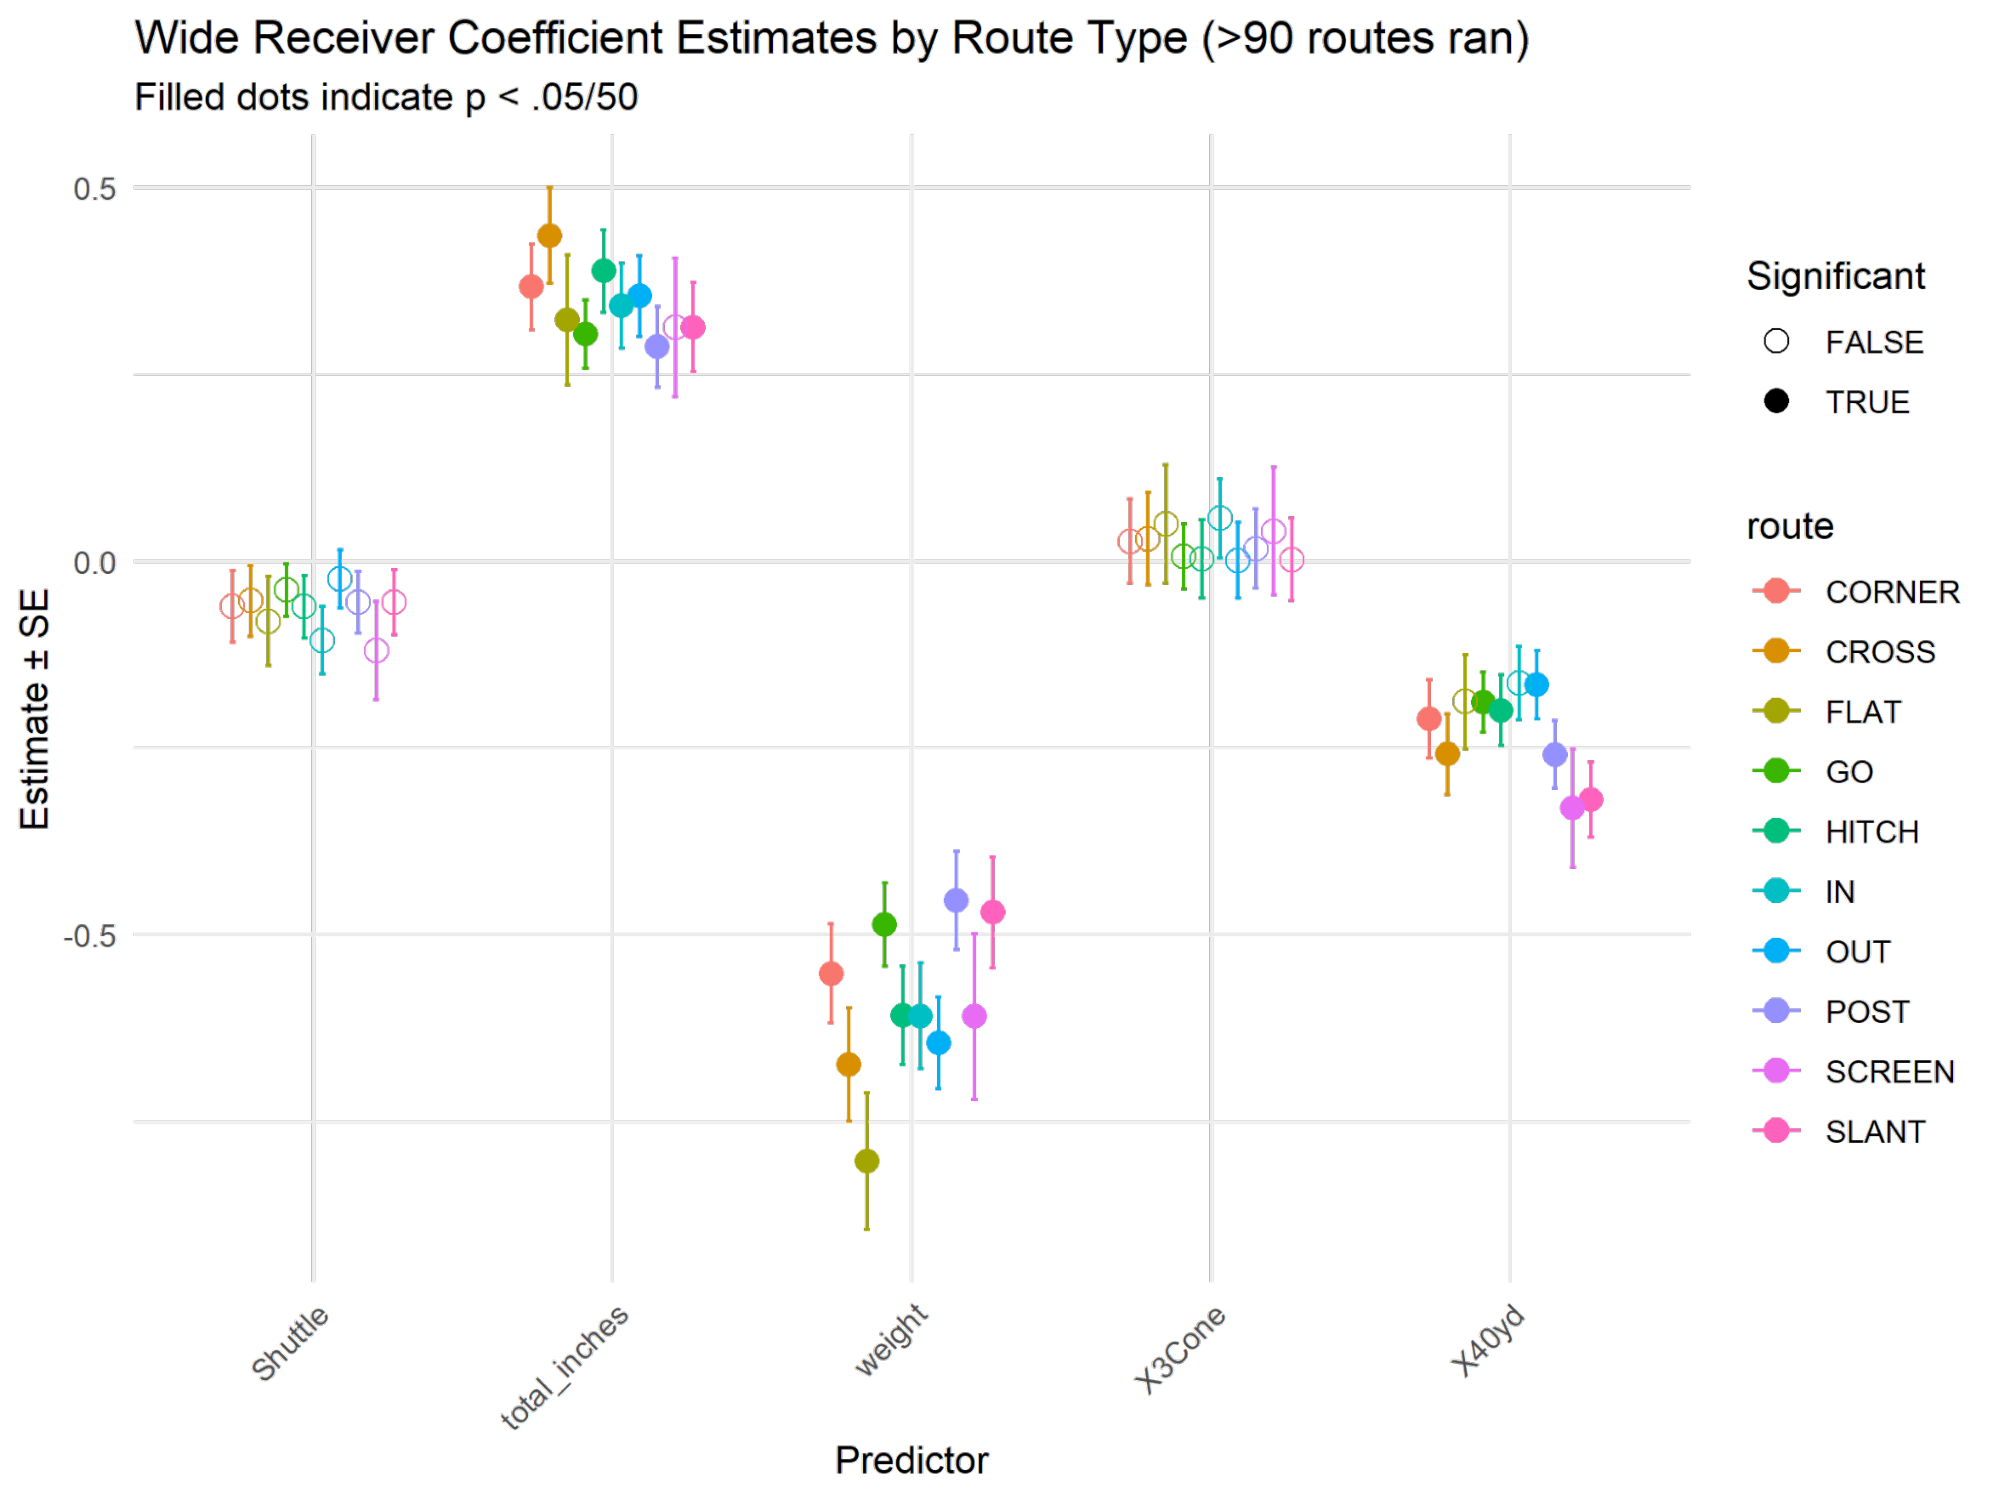 Wide Receiver Coefficient Estimates by Route Type (>90 routes ran)
Filled dots indicate p < .05/50
0.5
0.0
-0.5
Estimate ± SE
Shuttle
total_inches
weight
X3Cone
X40yd
Predictor
Significant
FALSE
TRUE
route
CORNER
CROSS
FLAT
GO
HITCH
IN
OUT
POST
SCREEN
SLANT